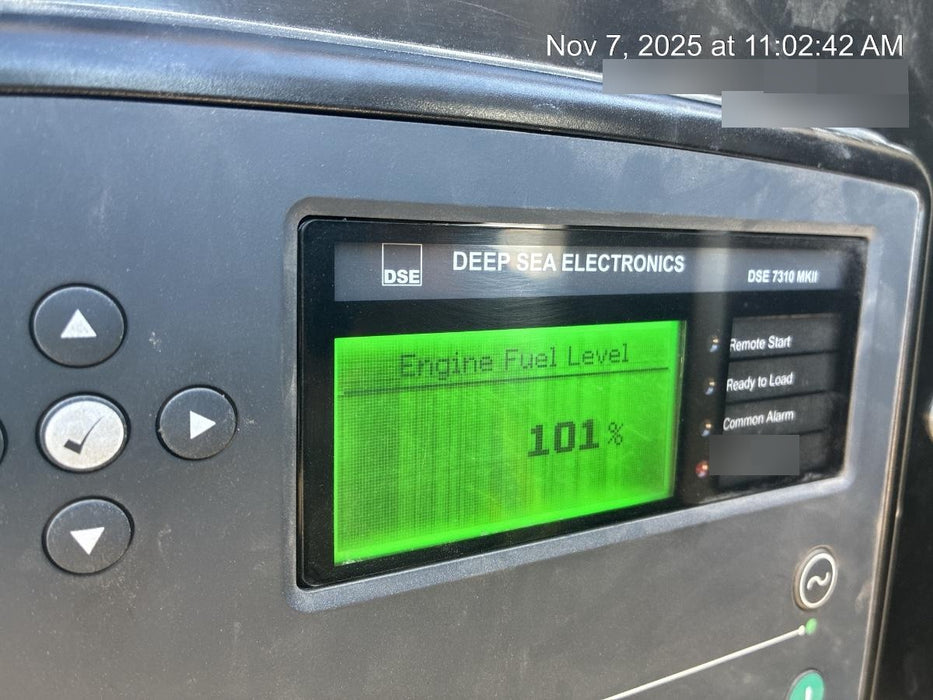 Nov 7, 2025 at 11:02:42 AM
DSE
DEEP SEA ELECTRONICS
DSE 7310 MKII
Engine Fuel Level
101 %
Remote Start
Ready to Load
Common Alarm